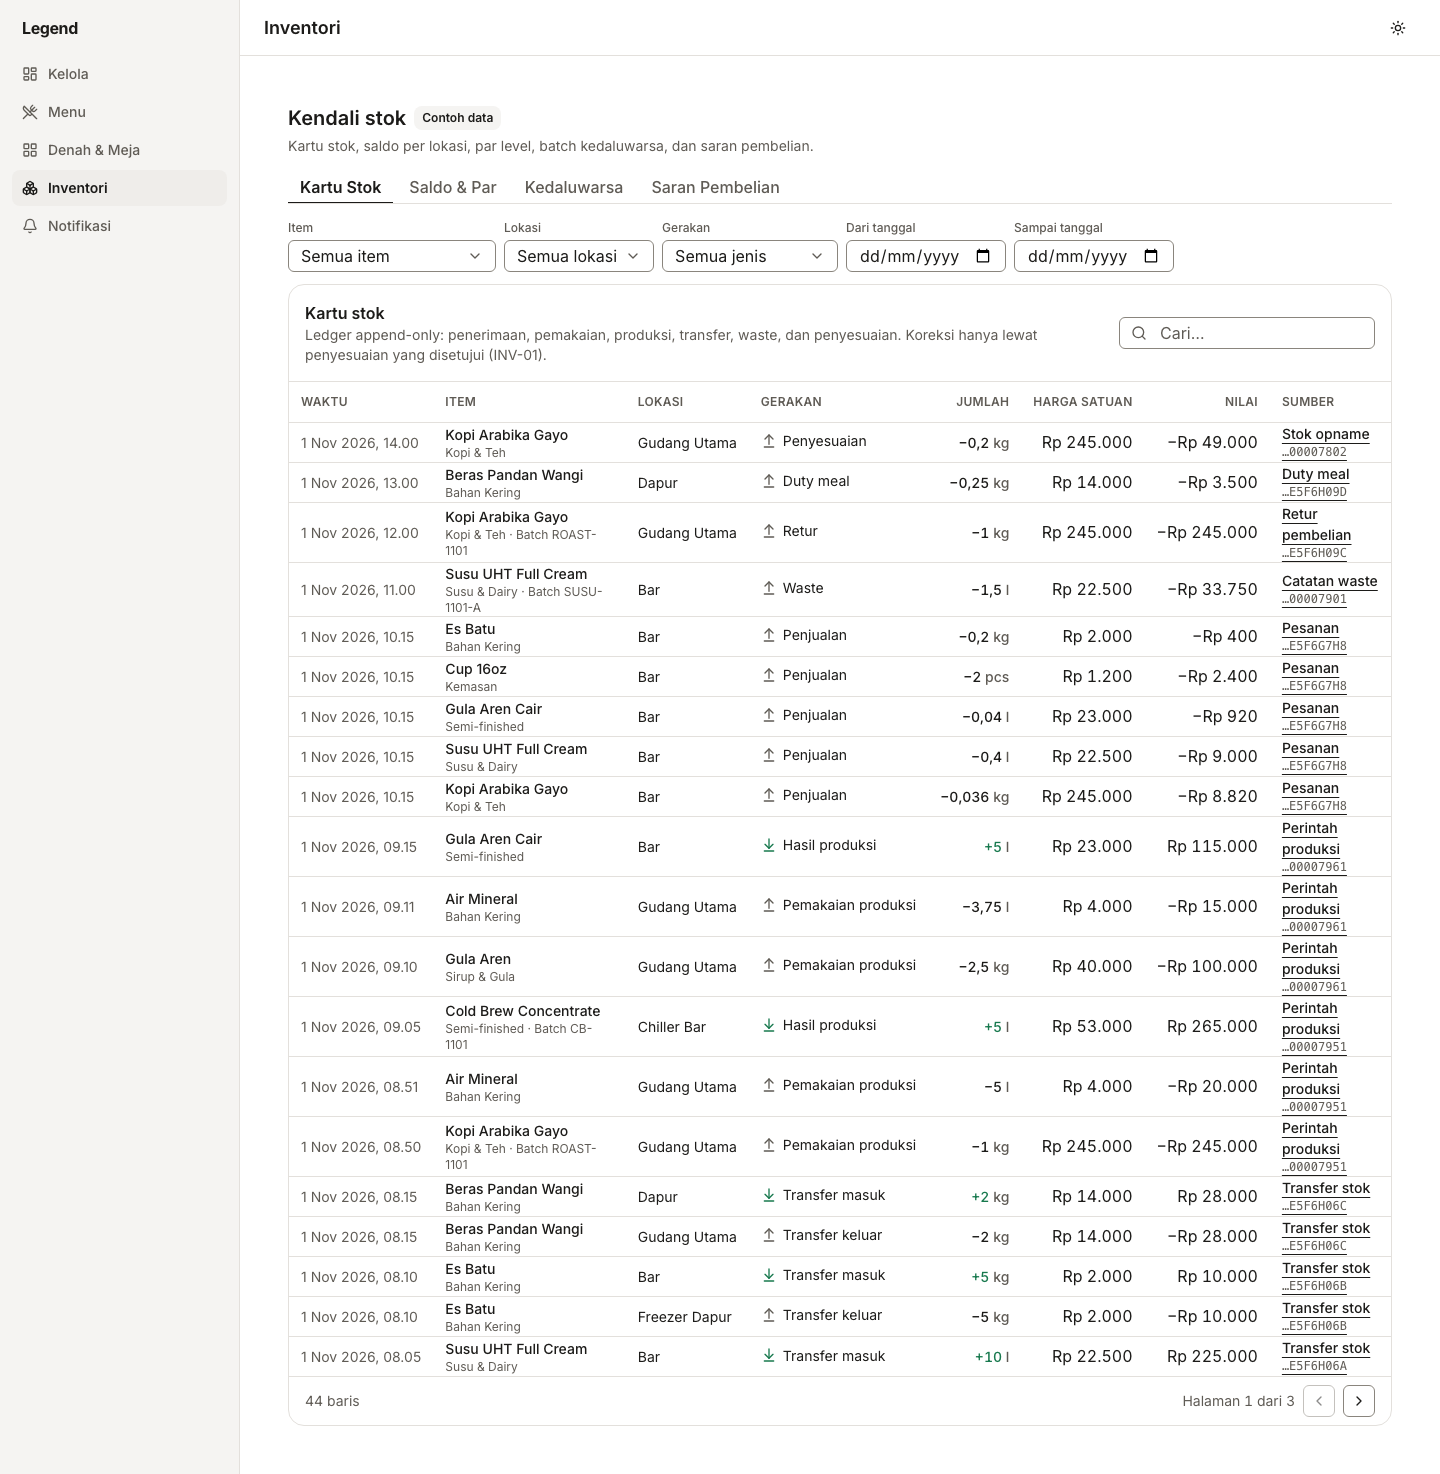 Legend
Inventori
Kelola
Menu
Denah & Meja
Inventori
Notifikasi
Kendali stok Contoh data
Kartu stok, saldo per lokasi, par level, batch kedaluwarsa, dan saran pembelian.
Kartu Stok Saldo & Par Kedaluwarsa Saran Pembelian
Item Lokasi Gerakan Dari tanggal Sampai tanggal
Semua item Semua lokasi Semua jenis dd/mm/yyyy dd/mm/yyyy
Kartu stok
Ledger append-only: penerimaan, pemakaian, produksi, transfer, waste, dan penyesuaian. Koreksi hanya lewat
penyesuaian yang disetujui (INV-01).
Cari...
WAKTU ITEM LOKASI GERAKAN JUMLAH HARGA SATUAN NILAI SUMBER
1 Nov 2026, 14.00 Kopi Arabika Gayo Gudang Utama Penyesuaian −0,2 kg Rp 245.000 −Rp 49.000 Stok opname
Kopi & Teh …00007802
1 Nov 2026, 13.00 Beras Pandan Wangi Dapur Duty meal −0,25 kg Rp 14.000 −Rp 3.500 Duty meal
Bahan Kering …E5F6H09D
1 Nov 2026, 12.00 Kopi Arabika Gayo Gudang Utama Retur −1 kg Rp 245.000 −Rp 245.000 Retur
Kopi & Teh · Batch ROAST- pembelian
1101 …E5F6H09C
1 Nov 2026, 11.00 Susu UHT Full Cream Bar Waste −1,5 l Rp 22.500 −Rp 33.750 Catatan waste
Susu & Dairy · Batch SUSU- …00007901
1101-A
1 Nov 2026, 10.15 Es Batu Bar Penjualan −0,2 kg Rp 2.000 −Rp 400 Pesanan
Bahan Kering …E5F6G7H8
1 Nov 2026, 10.15 Cup 16oz Bar Penjualan −2 pcs Rp 1.200 −Rp 2.400 Pesanan
Kemasan …E5F6G7H8
1 Nov 2026, 10.15 Gula Aren Cair Bar Penjualan −0,04 l Rp 23.000 −Rp 920 Pesanan
Semi-finished …E5F6G7H8
1 Nov 2026, 10.15 Susu UHT Full Cream Bar Penjualan −0,4 l Rp 22.500 −Rp 9.000 Pesanan
Susu & Dairy …E5F6G7H8
1 Nov 2026, 10.15 Kopi Arabika Gayo Bar Penjualan −0,036 kg Rp 245.000 −Rp 8.820 Pesanan
Kopi & Teh …E5F6G7H8
1 Nov 2026, 09.15 Gula Aren Cair Bar Hasil produksi +5 l Rp 23.000 Rp 115.000 Perintah
Semi-finished produksi
…00007961
1 Nov 2026, 09.11 Air Mineral Gudang Utama Pemakaian produksi −3,75 l Rp 4.000 −Rp 15.000 Perintah
Bahan Kering produksi
…00007961
1 Nov 2026, 09.10 Gula Aren Gudang Utama Pemakaian produksi −2,5 kg Rp 40.000 −Rp 100.000 Perintah
Sirup & Gula produksi
…00007961
1 Nov 2026, 09.05 Cold Brew Concentrate Chiller Bar Hasil produksi +5 l Rp 53.000 Rp 265.000 Perintah
Semi-finished · Batch CB- produksi
1101 …00007951
1 Nov 2026, 08.51 Air Mineral Gudang Utama Pemakaian produksi −5 l Rp 4.000 −Rp 20.000 Perintah
Bahan Kering produksi
…00007951
1 Nov 2026, 08.50 Kopi Arabika Gayo Gudang Utama Pemakaian produksi −1 kg Rp 245.000 −Rp 245.000 Perintah
Kopi & Teh · Batch ROAST- produksi
1101 …00007951
1 Nov 2026, 08.15 Beras Pandan Wangi Dapur Transfer masuk +2 kg Rp 14.000 Rp 28.000 Transfer stok
Bahan Kering …E5F6H06C
1 Nov 2026, 08.15 Beras Pandan Wangi Gudang Utama Transfer keluar −2 kg Rp 14.000 −Rp 28.000 Transfer stok
Bahan Kering …E5F6H06C
1 Nov 2026, 08.10 Es Batu Bar Transfer masuk +5 kg Rp 2.000 Rp 10.000 Transfer stok
Bahan Kering …E5F6H06B
1 Nov 2026, 08.10 Es Batu Freezer Dapur Transfer keluar −5 kg Rp 2.000 −Rp 10.000 Transfer stok
Bahan Kering …E5F6H06B
1 Nov 2026, 08.05 Susu UHT Full Cream Bar Transfer masuk +10 l Rp 22.500 Rp 225.000 Transfer stok
Susu & Dairy …E5F6H06A
44 baris Halaman 1 dari 3